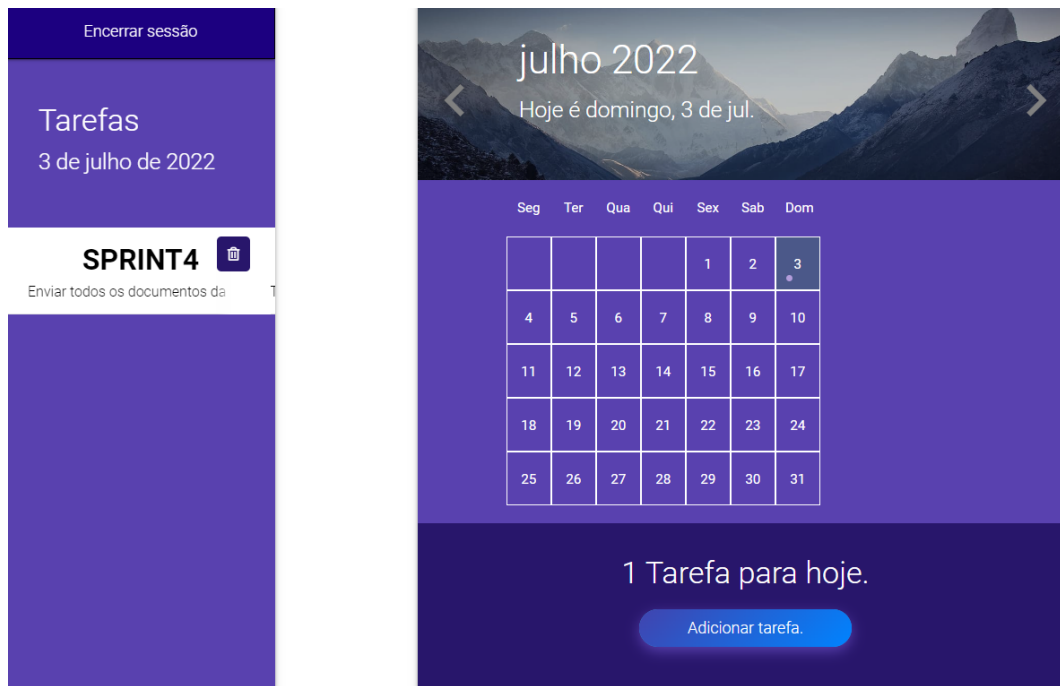 Encerrar sessão
Tarefas
3 de julho de 2022
SPRINT4
Enviar todos os documentos da
julho 2022
Hoje é domingo, 3 de jul.
Seg Ter Qua Qui Sex Sab Dom
1 2 3
4 5 6 7 8 9 10
11 12 13 14 15 16 17
18 19 20 21 22 23 24
25 26 27 28 29 30 31
1 Tarefa para hoje.
Adicionar tarefa.